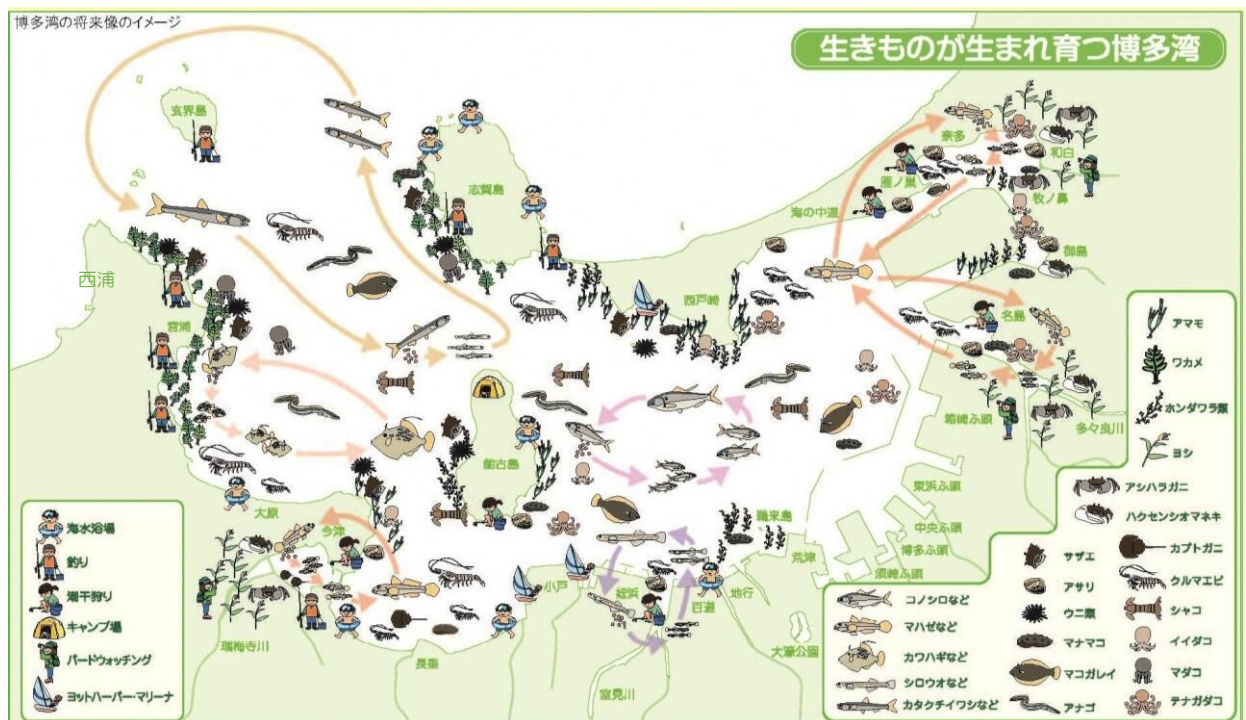 博多湾の将来像のイメージ
生きものが生まれ育つ博多湾
玄界島
志賀島
奈多
和白
雁ノ巣
牧ノ鼻
海の中道
御島
西浦
西戸崎
宮浦
名島
箱崎ふ頭
多々良川
能古島
東浜ふ頭
大原
今津
鵜来島
中央ふ頭
荒津
博多ふ頭
須崎ふ頭
小戸
姪浜
百道
地行
瑞梅寺川
長垂
大濠公園
室見川
海水浴場
釣り
潮干狩り
キャンプ場
バードウォッチング
ヨットハーバー・マリーナ
アマモ
ワカメ
ホンダワラ類
ヨシ
アシハラガニ
ハクセンシオマネキ
サザエ
カブトガニ
アサリ
クルマエビ
コノシロなど
ウニ類
シャコ
マハゼなど
マナマコ
イイダコ
カワハギなど
マコガレイ
マダコ
シロウオなど
カタクチイワシなど
アナゴ
テナガダコ